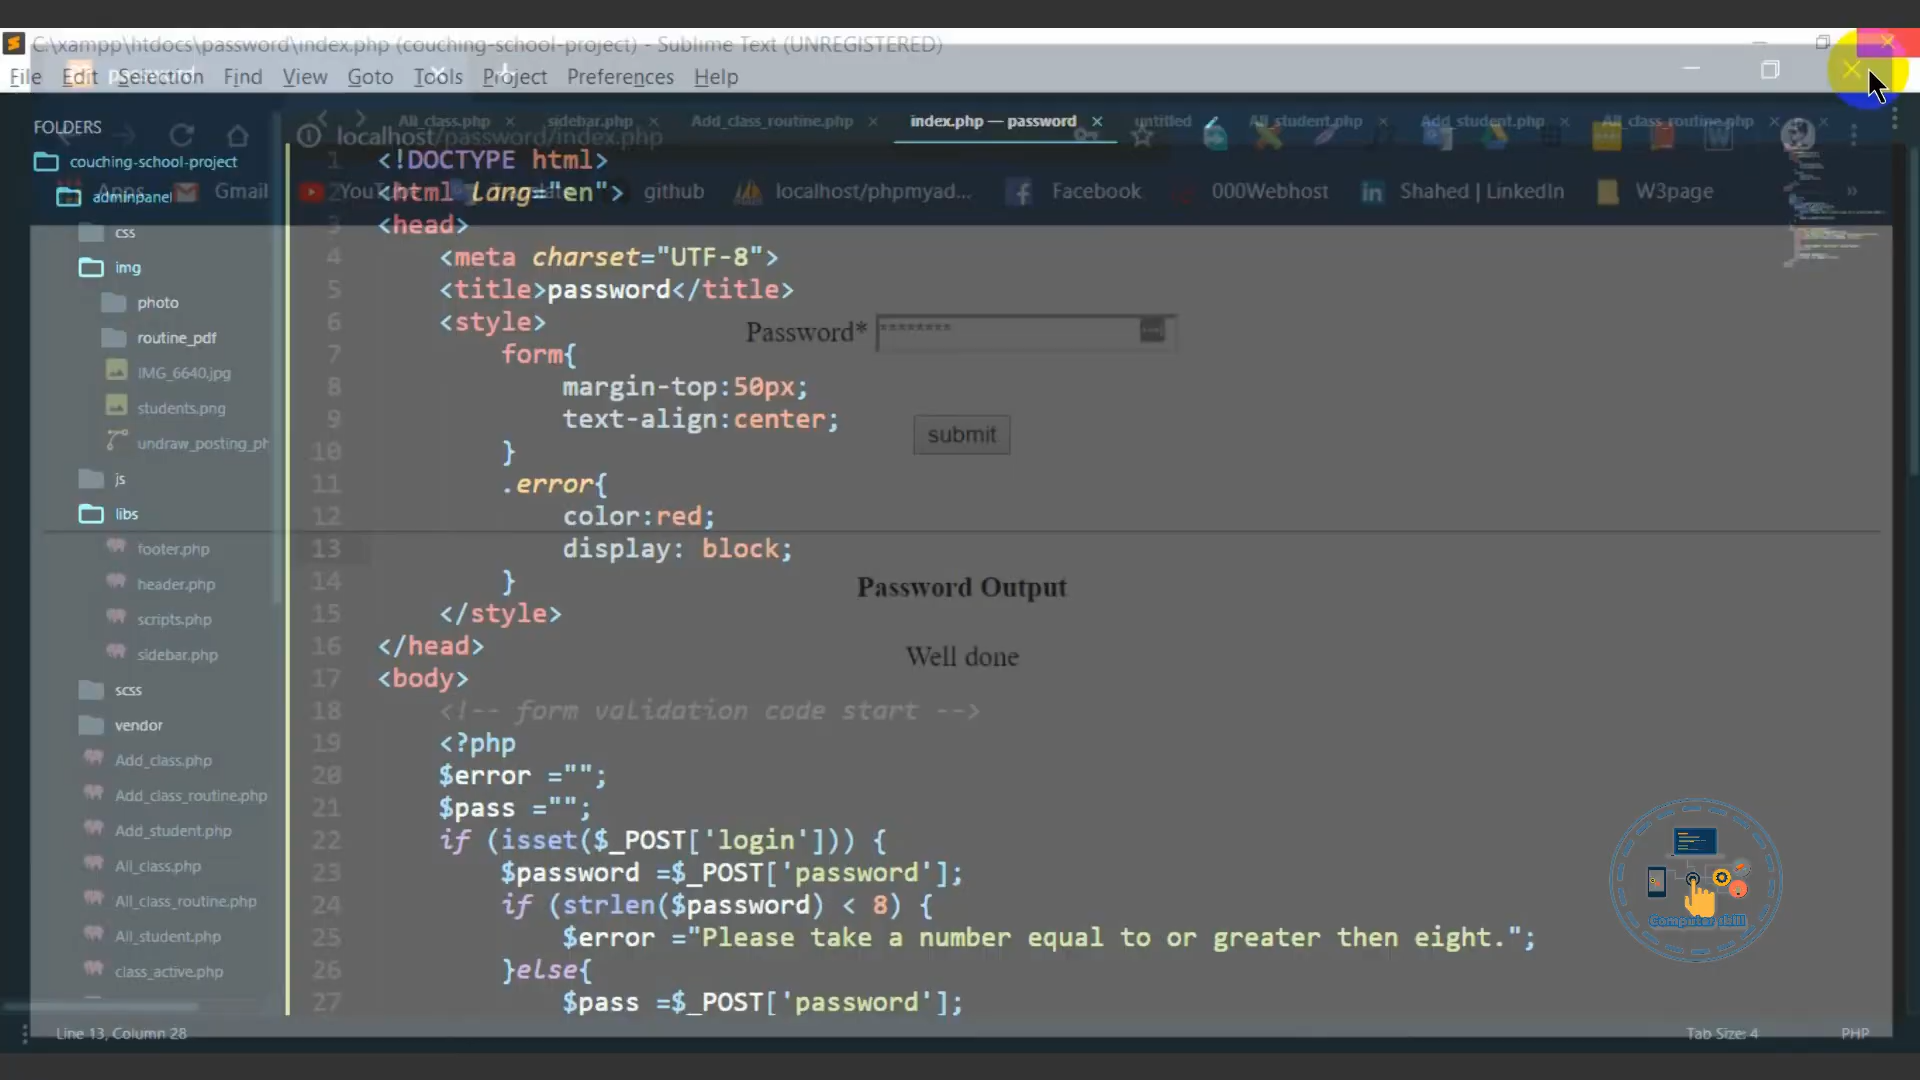 C:\xampp\htdocs\password\index.php (couching-school-project) - Sublime Text (UNREGISTERED)
File Edit Selection Find View Goto Tools Project Preferences Help
FOLDERS
All_class.php sidebar.php Add_class_routine.php index.php — password untitled All_student.php Add_student.php All_class_routine.php
localhost/password/index.php
Apps Gmail YouTube github localhost/phpmyad... Facebook 000Webhost Shahed | LinkedIn W3page »
couching-school-project
adminpanel
css
img
photo
routine_pdf
IMG_6640.jpg
students.png
undraw_posting_ph
js
libs
footer.php
header.php
scripts.php
sidebar.php
scss
vendor
Add_class.php
Add_class_routine.php
Add_student.php
All_class.php
All_class_routine.php
All_student.php
class_active.php
1 <!DOCTYPE html>
2 <html lang="en">
3 <head>
4 <meta charset="UTF-8">
5 <title>password</title>
6 <style>
7 form{
8 margin-top:50px;
9 text-align:center;
10 }
11 .error{
12 color:red;
13 display: block;
14 }
15 </style>
16 </head>
17 <body>
18 <!-- form validation code start -->
19 <?php
20 $error ="";
21 $pass ="";
22 if (isset($_POST['login'])) {
23 $password =$_POST['password'];
24 if (strlen($password) < 8) {
25 $error ="Please take a number equal to or greater then eight.";
26 }else{
27 $pass =$_POST['password'];
Password* ********
submit
Password Output
Well done
Computer skill
Line 13, Column 28
Tab Size: 4 PHP